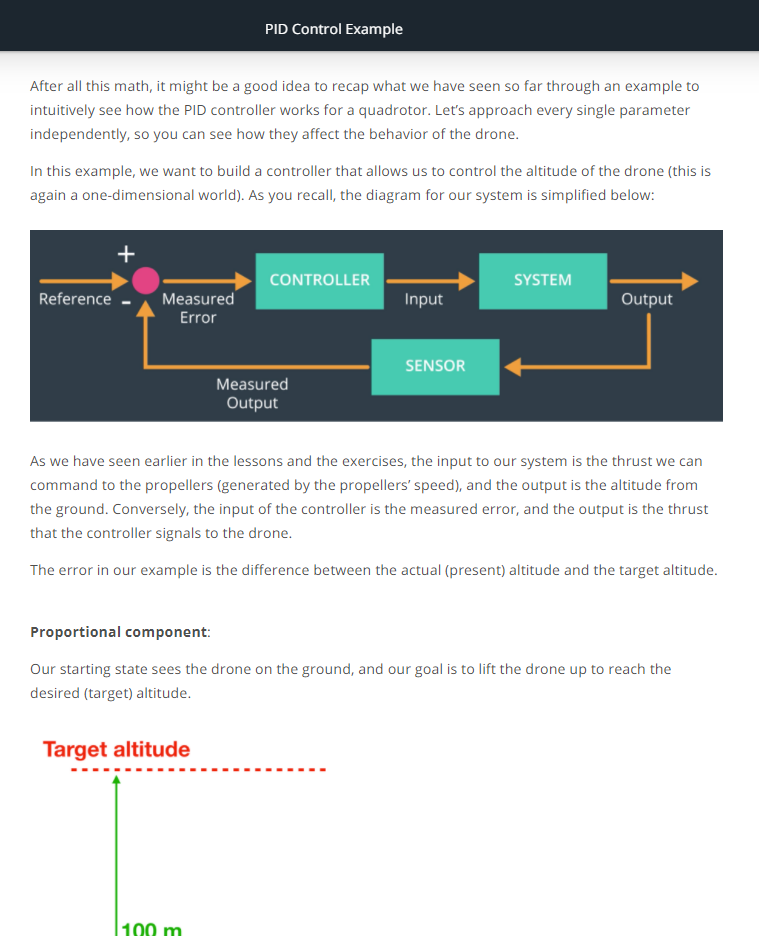 PID Control Example
After all this math, it might be a good idea to recap what we have seen so far through an example to
intuitively see how the PID controller works for a quadrotor. Let’s approach every single parameter
independently, so you can see how they affect the behavior of the drone.
In this example, we want to build a controller that allows us to control the altitude of the drone (this is
again a one-dimensional world). As you recall, the diagram for our system is simplified below:
+
CONTROLLER
SYSTEM
Reference -
Measured
Error
Input
Output
SENSOR
Measured
Output
As we have seen earlier in the lessons and the exercises, the input to our system is the thrust we can
command to the propellers (generated by the propellers’ speed), and the output is the altitude from
the ground. Conversely, the input of the controller is the measured error, and the output is the thrust
that the controller signals to the drone.
The error in our example is the difference between the actual (present) altitude and the target altitude.
Proportional component:
Our starting state sees the drone on the ground, and our goal is to lift the drone up to reach the
desired (target) altitude.
Target altitude
100 m